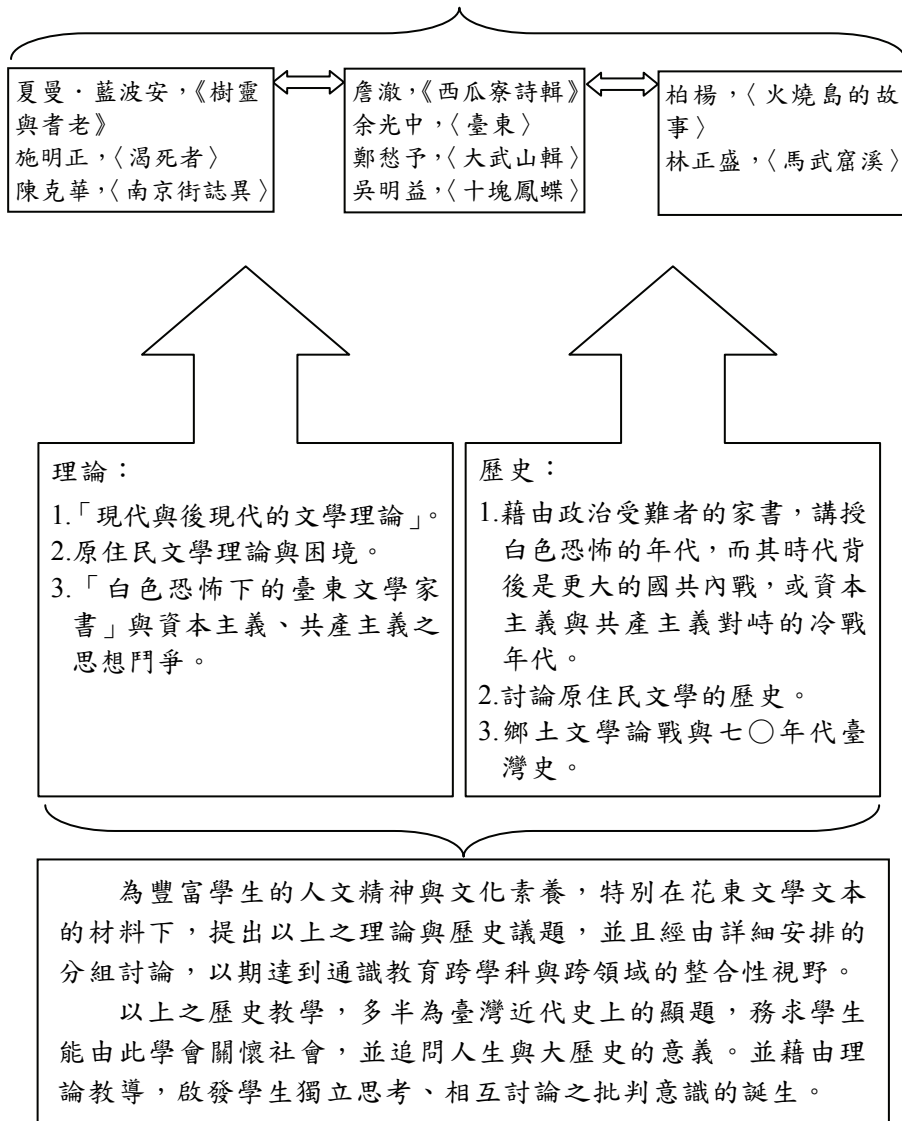 夏曼．藍波安，《樹靈
與耆老》
施明正，〈渴死者〉
陳克華，〈南京街誌異〉
詹澈，《西瓜寮詩輯》
余光中，〈臺東〉
鄭愁予，〈大武山輯〉
吳明益，〈十塊鳳蝶〉
柏楊，〈火燒島的故
事〉
林正盛，〈馬武窟溪〉
理論：
1.「現代與後現代的文學理論」。
2.原住民文學理論與困境。
3.「白色恐怖下的臺東文學家
書」與資本主義、共產主義之
思想鬥爭。
歷史：
1.藉由政治受難者的家書，講授
白色恐怖的年代，而其時代背
後是更大的國共內戰，或資本
主義與共產主義對峙的冷戰
年代。
2.討論原住民文學的歷史。
3.鄉土文學論戰與七〇年代臺
灣史。
為豐富學生的人文精神與文化素養，特別在花東文學文本
的材料下，提出以上之理論與歷史議題，並且經由詳細安排的
分組討論，以期達到通識教育跨學科與跨領域的整合性視野。
以上之歷史教學，多半為臺灣近代史上的顯題，務求學生
能由此學會關懷社會，並追問人生與大歷史的意義。並藉由理
論教導，啟發學生獨立思考、相互討論之批判意識的誕生。